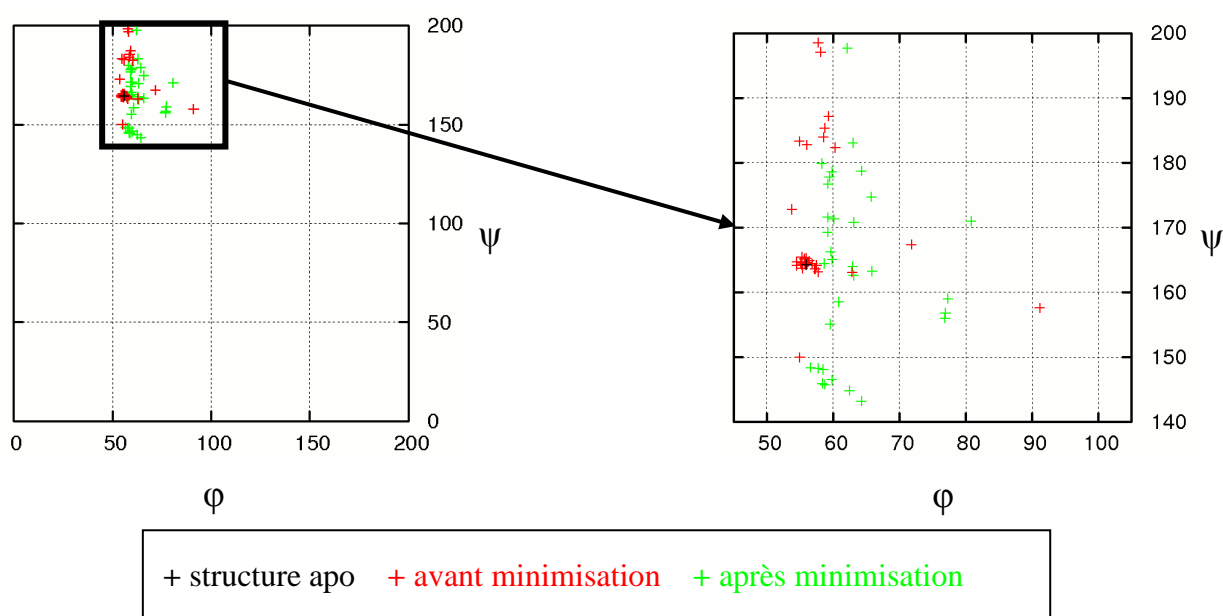 200
150
100
ψ
50
0
0 50 100 150 200
φ
200
190
180
170
ψ
160
150
140
50 60 70 80 90 100
φ
+ structure apo + avant minimisation + après minimisation